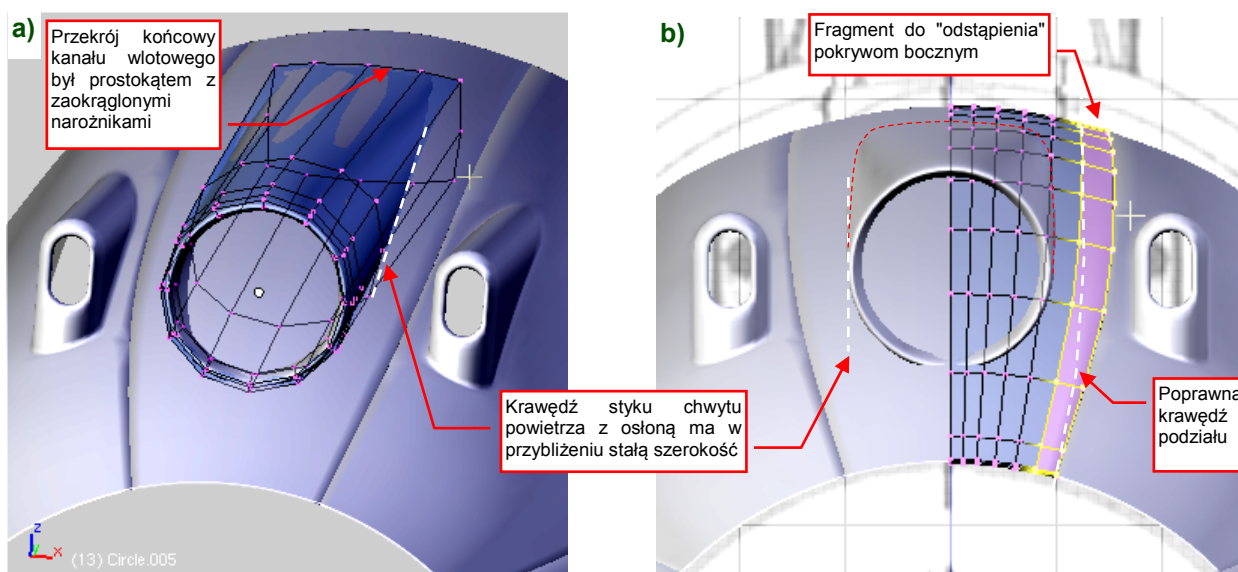 a)
Przekrój końcowy
kanału wlotowego
był prostokątem z
zaokrąglonymi
narożnikami
b)
Fragment do "odstąpienia"
pokrywom bocznym
Krawędź styku chwytu
powietrza z osłoną ma w
przybliżeniu stałą szerokość
Poprawna
krawędź
podziału
z
y
x
(13) Circle.005